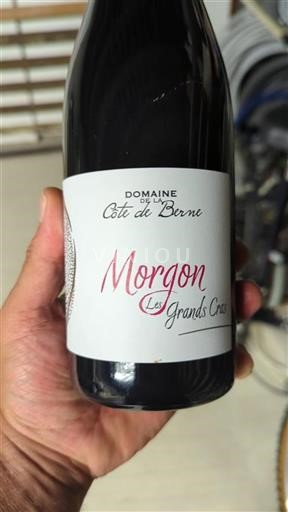 DOMAINE
DE LA
Côte de Berne
Morgon
Les Grands Cras